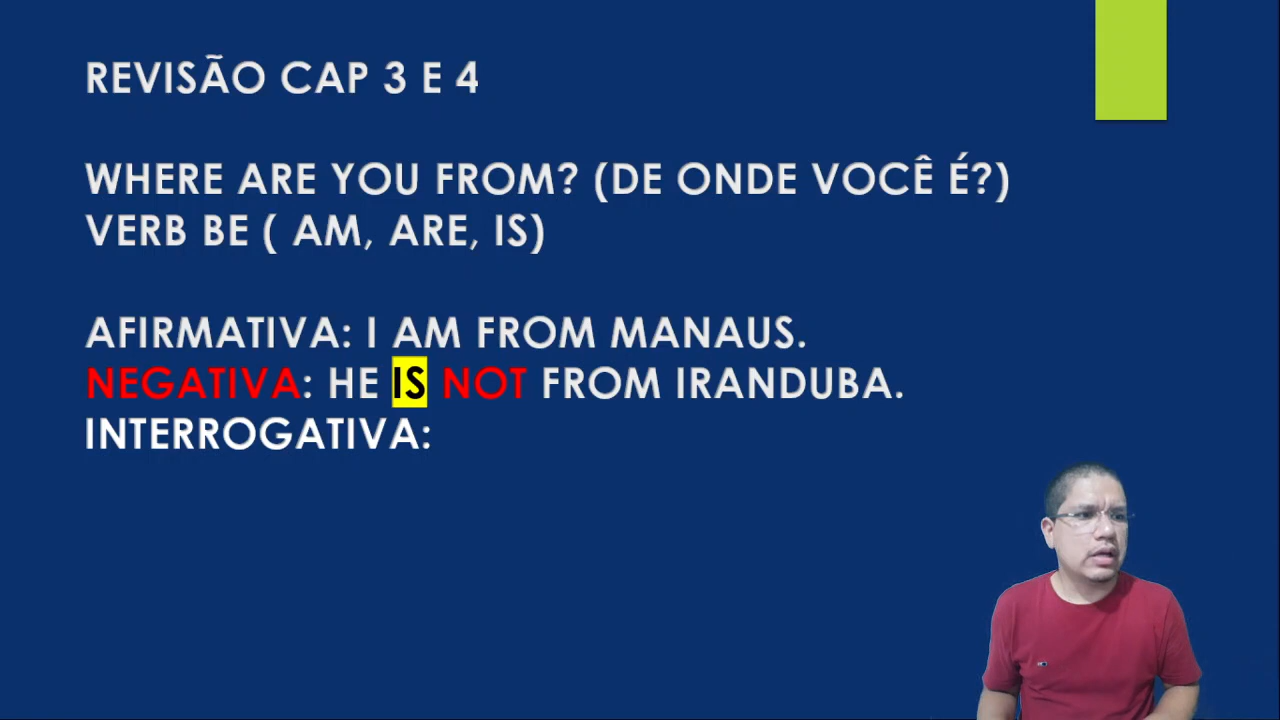 REVISÃO CAP 3 E 4
WHERE ARE YOU FROM? (DE ONDE VOCÊ É?)
VERB BE ( AM, ARE, IS)
AFIRMATIVA: I AM FROM MANAUS.
NEGATIVA: HE IS NOT FROM IRANDUBA.
INTERROGATIVA: